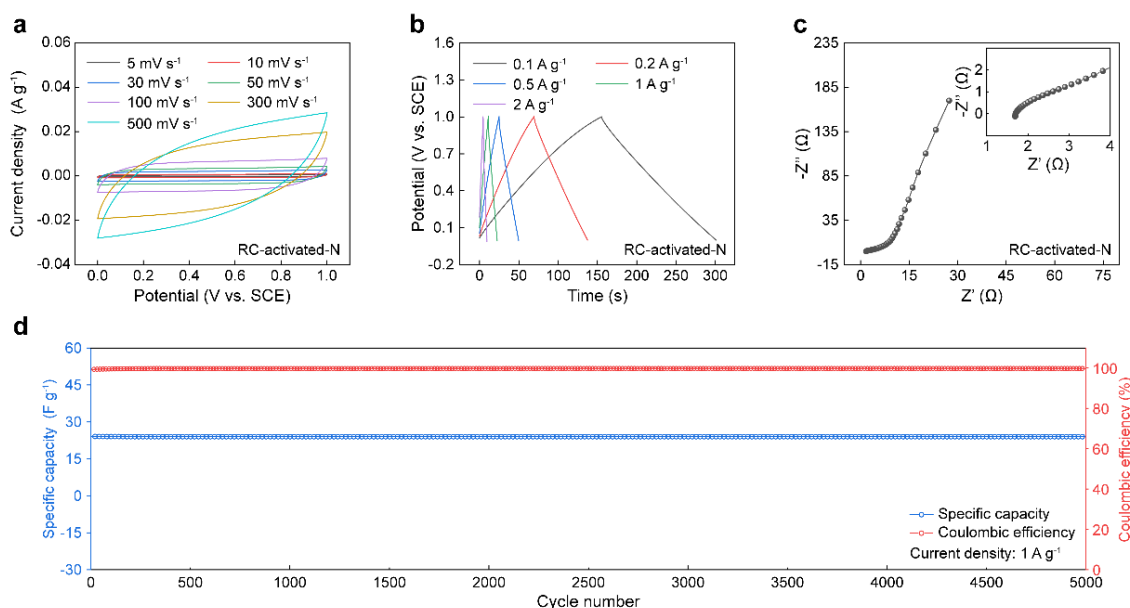 a
0.06
0.04
0.02
0.00
-0.02
-0.04
Current density (A g⁻¹)
5 mV s⁻¹ 10 mV s⁻¹
30 mV s⁻¹ 50 mV s⁻¹
100 mV s⁻¹ 300 mV s⁻¹
500 mV s⁻¹
RC-activated-N
0.0 0.2 0.4 0.6 0.8 1.0
Potential (V vs. SCE)
b
1.6
1.3
1.0
0.7
0.4
0.1
-0.2
Potential (V vs. SCE)
0.1 A g⁻¹ 0.2 A g⁻¹
0.5 A g⁻¹ 1 A g⁻¹
2 A g⁻¹
RC-activated-N
0 50 100 150 200 250 300
Time (s)
c
235
185
135
85
35
-15
-Z'' (Ω)
2
1
0
-Z'' (Ω)
1 2 3 4
Z' (Ω)
RC-activated-N
0 15 30 45 60 75
Z' (Ω)
d
60
45
30
15
0
-15
-30
Specific capacity (F g⁻¹)
100
80
60
40
20
0
Coulombic efficiency (%)
Specific capacity
Coulombic efficiency
Current density: 1 A g⁻¹
0 500 1000 1500 2000 2500 3000 3500 4000 4500 5000
Cycle number